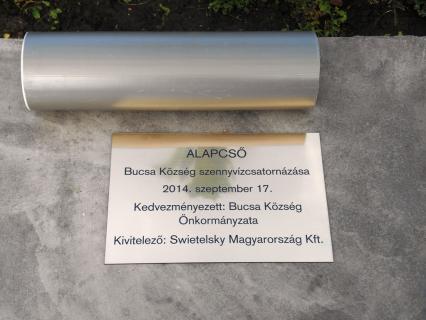 ALAPCSŐ
Bucsa Község szennyvízcsatornázása
2014. szeptember 17.
Kedvezményezett: Bucsa Község
Önkormányzata
Kivitelező: Swietelsky Magyarország Kft.